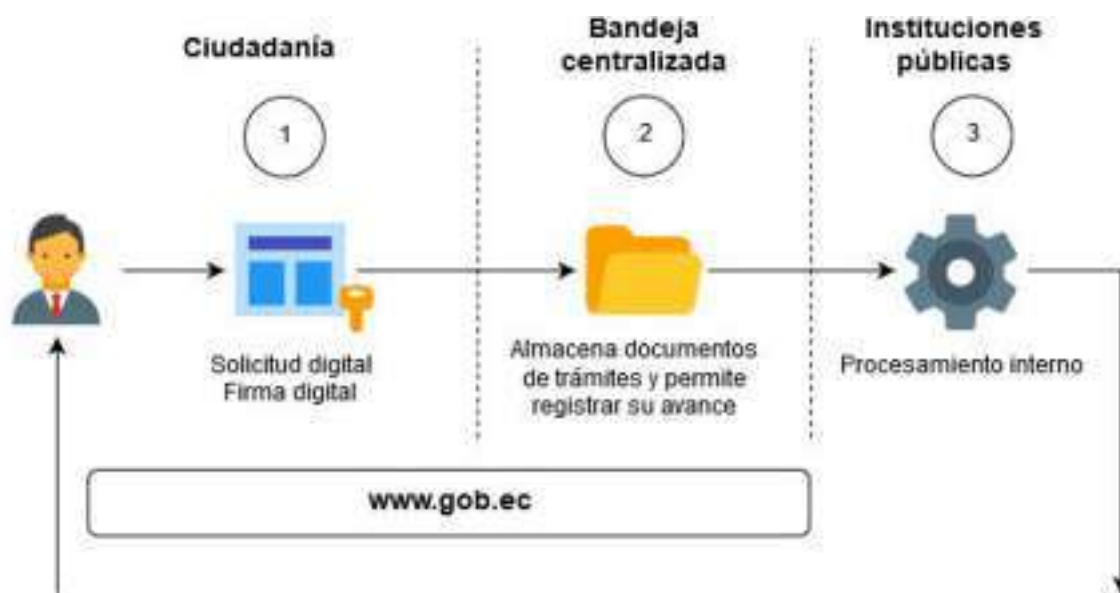 Ciudadanía
Bandeja
centralizada
Instituciones
públicas
1
2
3
Solicitud digital
Firma digital
Almacena documentos
de trámites y permite
registrar su avance
Procesamiento interno
www.gob.ec